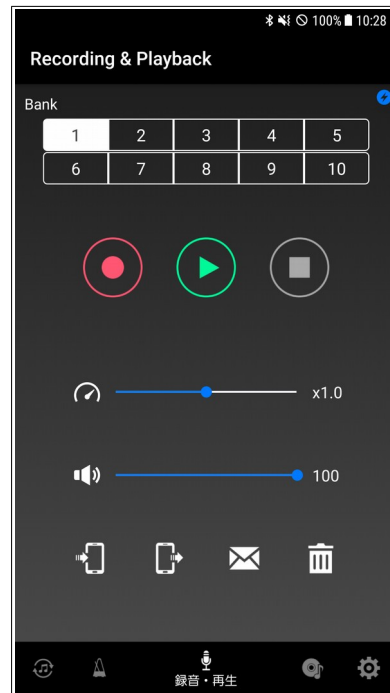 100% 10:28
Recording & Playback
Bank
1 2 3 4 5
6 7 8 9 10
x1.0
100
録音・再生